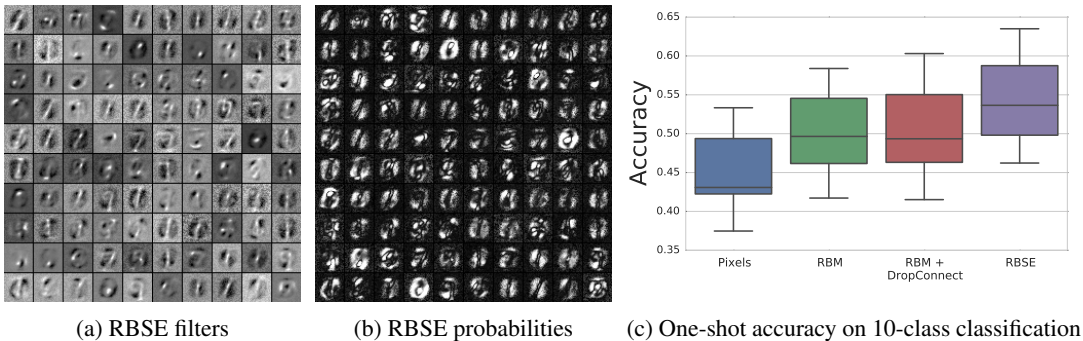 0.65
0.60
0.55
0.50
0.45
0.40
0.35
Accuracy
Pixels
RBM
RBM +
DropConnect
RBSE
(a) RBSE filters
(b) RBSE probabilities
(c) One-shot accuracy on 10-class classification